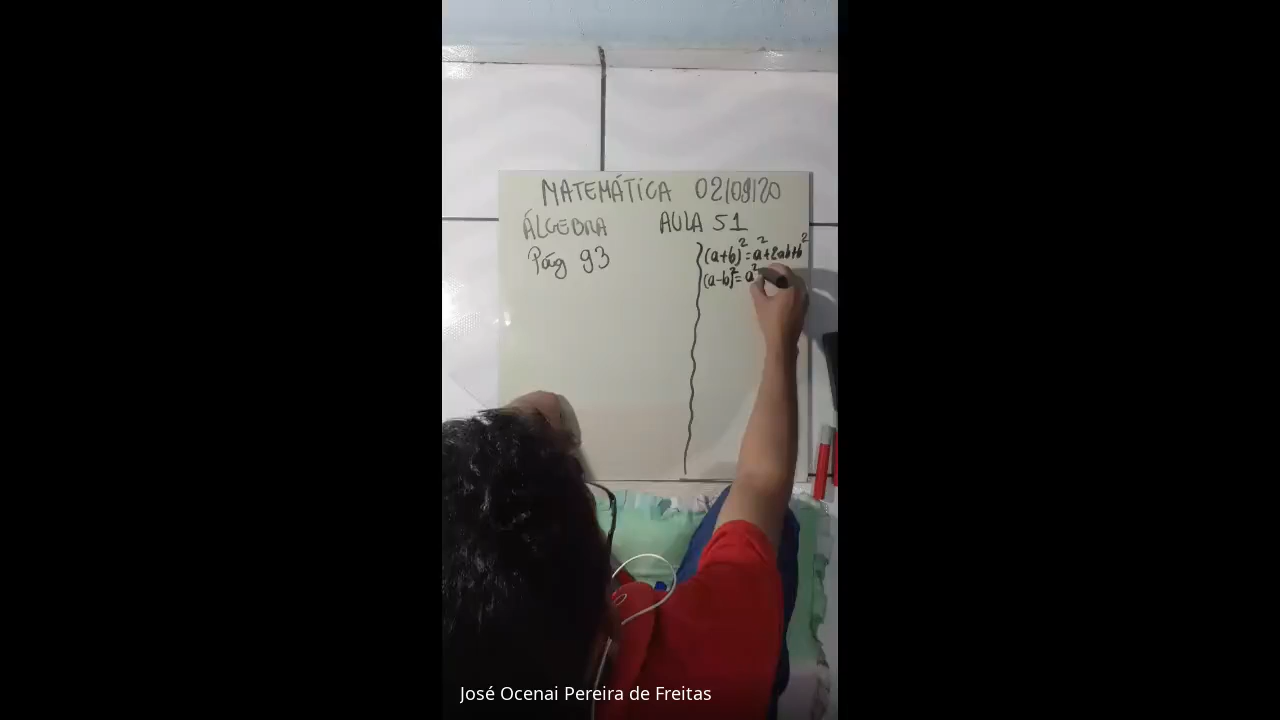 MATEMÁTICA 02/09/20
ÁLGEBRA AULA 51
Pág 93
(a+b)²=a²+2ab+b²
(a-b)²=a²
José Ocenai Pereira de Freitas